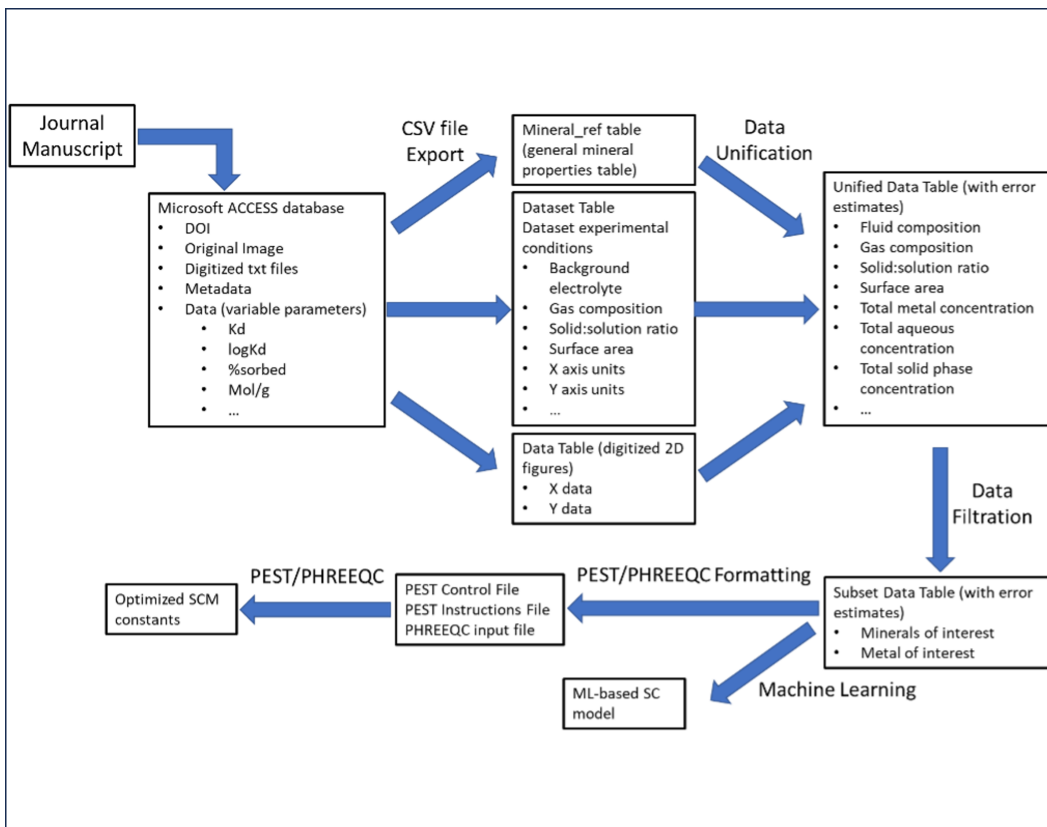 Journal
Manuscript
Microsoft ACCESS database
• DOI
• Original Image
• Digitized txt files
• Metadata
• Data (variable parameters)
• Kd
• logKd
• %sorbed
• Mol/g
• ...
CSV file
Export
Mineral_ref table
(general mineral
properties table)
Dataset Table
Dataset experimental
conditions
• Background
electrolyte
• Gas composition
• Solid:solution ratio
• Surface area
• X axis units
• Y axis units
• ...
Data Table (digitized 2D
figures)
• X data
• Y data
Data
Unification
Unified Data Table (with error
estimates)
• Fluid composition
• Gas composition
• Solid:solution ratio
• Surface area
• Total metal concentration
• Total aqueous
concentration
• Total solid phase
concentration
• ...
Data
Filtration
Subset Data Table (with error
estimates)
• Minerals of interest
• Metal of interest
PEST/PHREEQC Formatting
PEST Control File
PEST Instructions File
PHREEQC input file
PEST/PHREEQC
Optimized SCM
constants
Machine Learning
ML-based SC
model